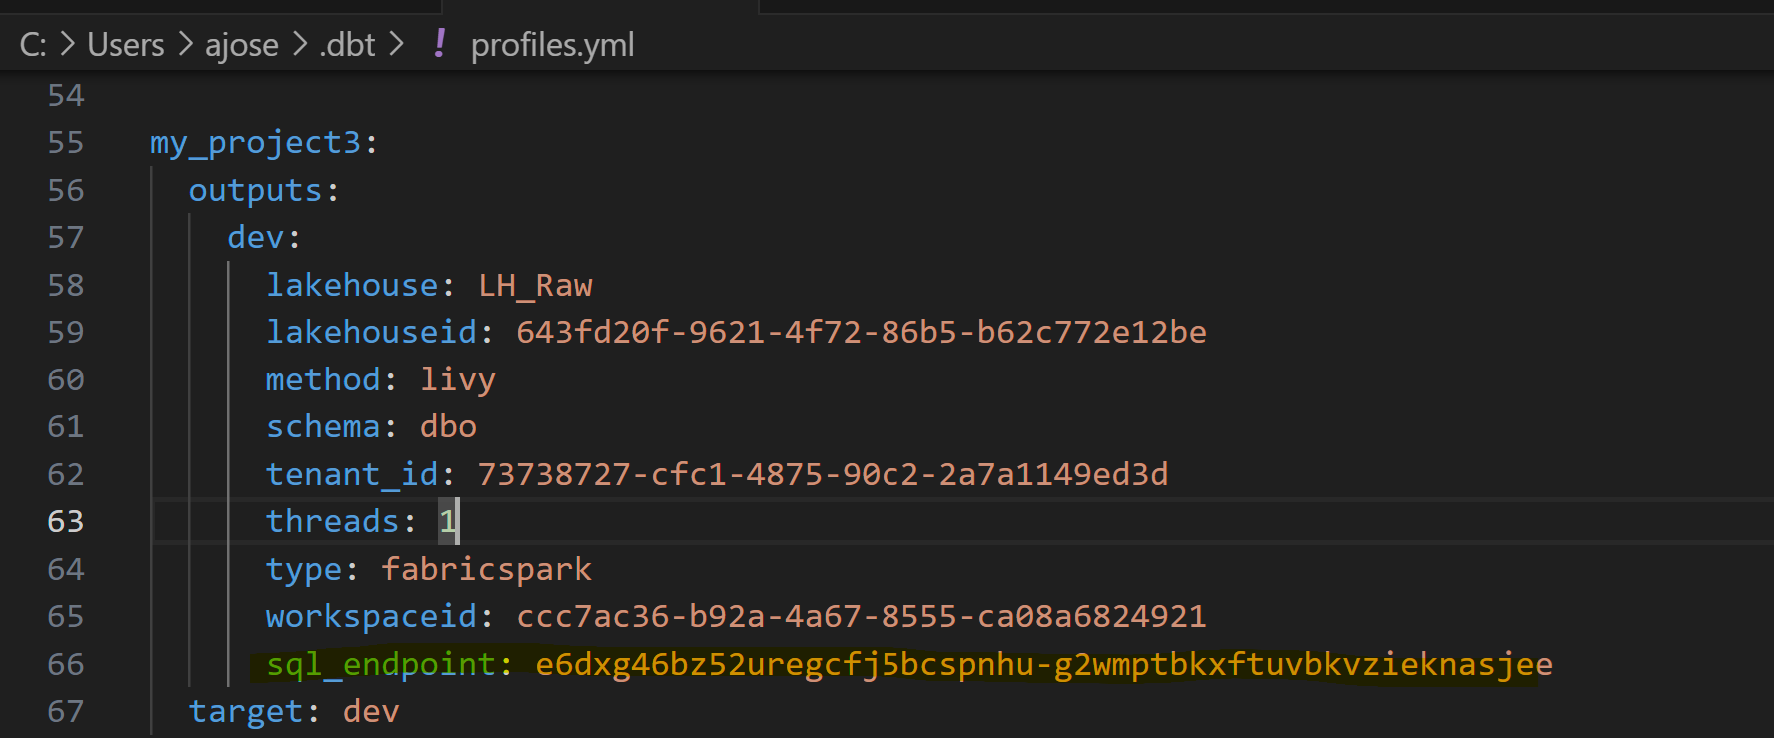 C: > Users > ajose > .dbt > ! profiles.yml
54
55 my_project3:
56 outputs:
57 dev:
58 lakehouse: LH_Raw
59 lakehouseid: 643fd20f-9621-4f72-86b5-b62c772e12be
60 method: livy
61 schema: dbo
62 tenant_id: 73738727-cfc1-4875-90c2-2a7a1149ed3d
63 threads: 1
64 type: fabricspark
65 workspaceid: ccc7ac36-b92a-4a67-8555-ca08a6824921
66 sql_endpoint: e6dxg46bz52uregcfj5bcspnhu-g2wmptbkxftuvbkvzieknasjee
67 target: dev